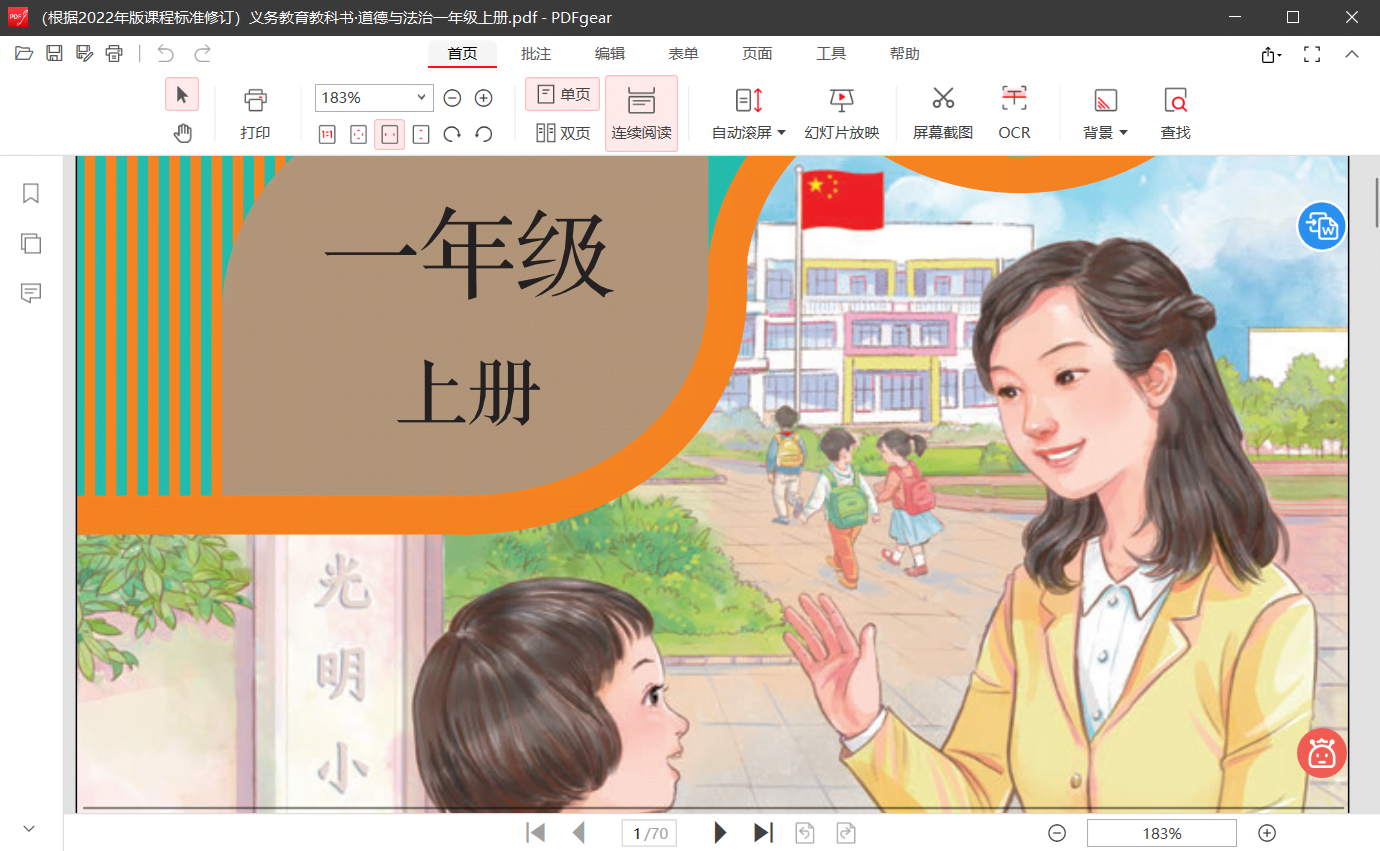 （根据2022年版课程标准修订）义务教育教科书·道德与法治一年级上册.pdf - PDFgear
首页 批注 编辑 表单 页面 工具 帮助
183% 单页
打印 1:1 双页 连续阅读 自动滚屏 幻灯片放映 屏幕截图 OCR 背景 查找
一年级
上册
光
明
小
W
1 /70 183%